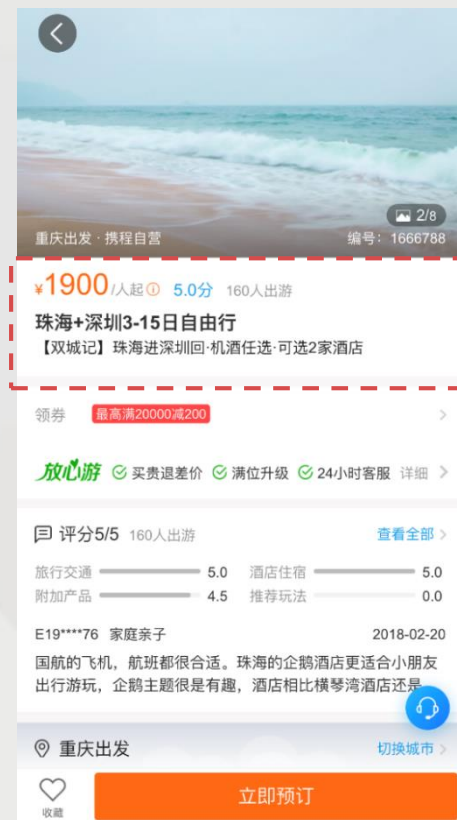 2/8
重庆出发·携程自营 编号：1666788
¥1900/人起 5.0分 160人出游
珠海+深圳3-15日自由行
【双城记】珠海进深圳回·机酒任选·可选2家酒店
领券 最高满20000减200
放心游 买贵退差价 满位升级 24小时客服 详细
评分5/5 160人出游 查看全部
旅行交通 5.0 酒店住宿 5.0
附加产品 4.5 推荐玩法 0.0
E19****76 家庭亲子 2018-02-20
国航的飞机，航班都很合适。珠海的企鹅酒店更适合小朋友
出行游玩，企鹅主题很是有趣，酒店相比横琴湾酒店还是
重庆出发 切换城市
收藏 立即预订